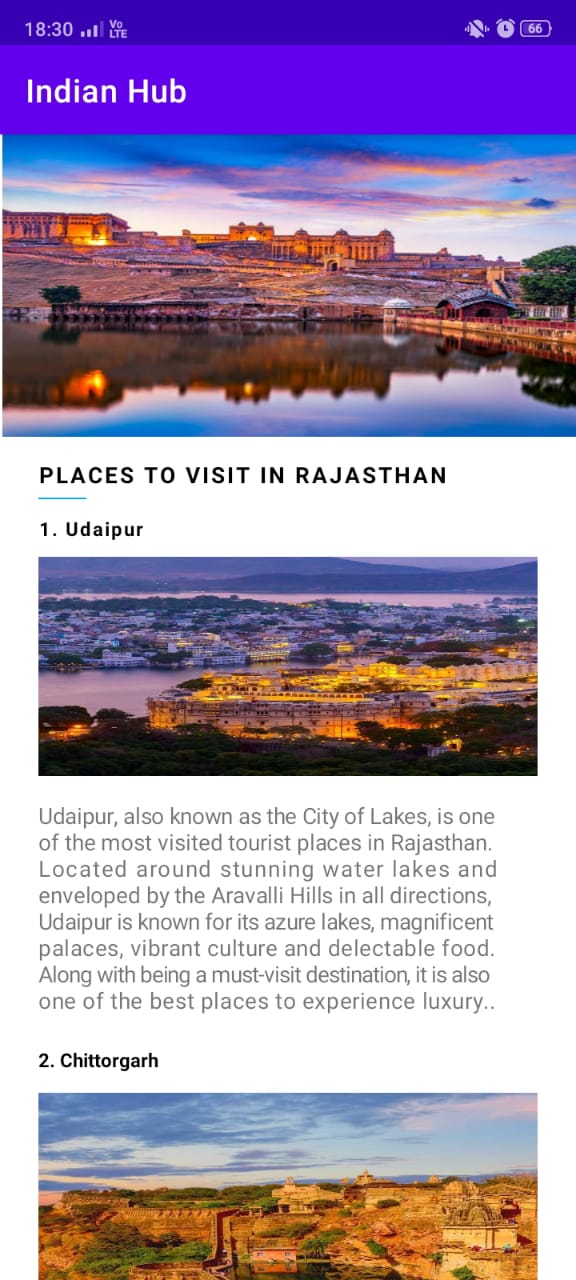 18:30 Vo LTE 66
Indian Hub
PLACES TO VISIT IN RAJASTHAN
1. Udaipur
Udaipur, also known as the City of Lakes, is one
of the most visited tourist places in Rajasthan.
Located around stunning water lakes and
enveloped by the Aravalli Hills in all directions,
Udaipur is known for its azure lakes, magnificent
palaces, vibrant culture and delectable food.
Along with being a must-visit destination, it is also
one of the best places to experience luxury..
2. Chittorgarh